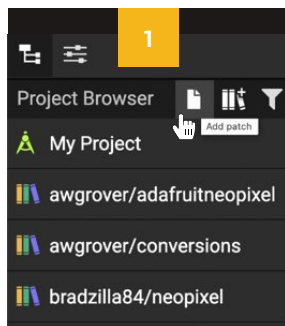 1
Project Browser
Add patch
My Project
awgrover/adafruitneopixel
awgrover/conversions
bradzilla84/neopixel